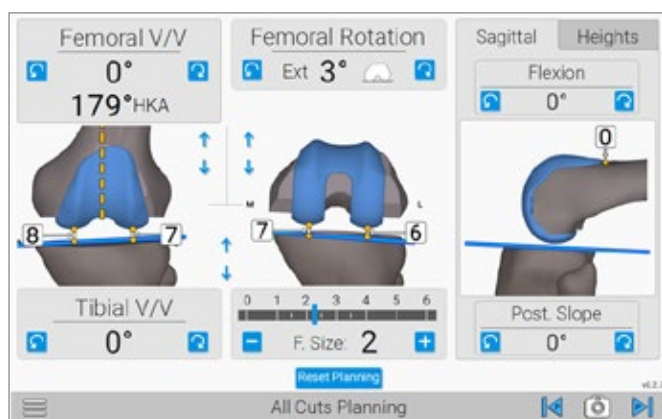 Femoral V/V
0°
179°HKA
Femoral Rotation
Ext 3°
Sagittal
Heights
Flexion
0°
0
M
L
8
7
7
6
Tibial V/V
0°
0 1 2 3 4 5 6
F. Size: 2
Post. Slope
0°
Reset Planning
All Cuts Planning